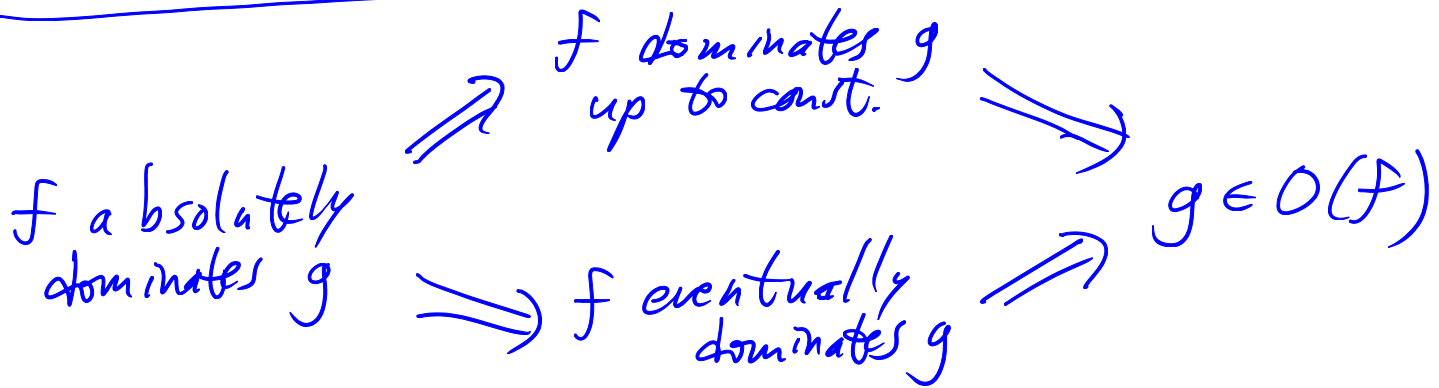 f dominates g
up to const.
f absolutely
dominates g
g ∈ O(f)
f eventually
dominates g